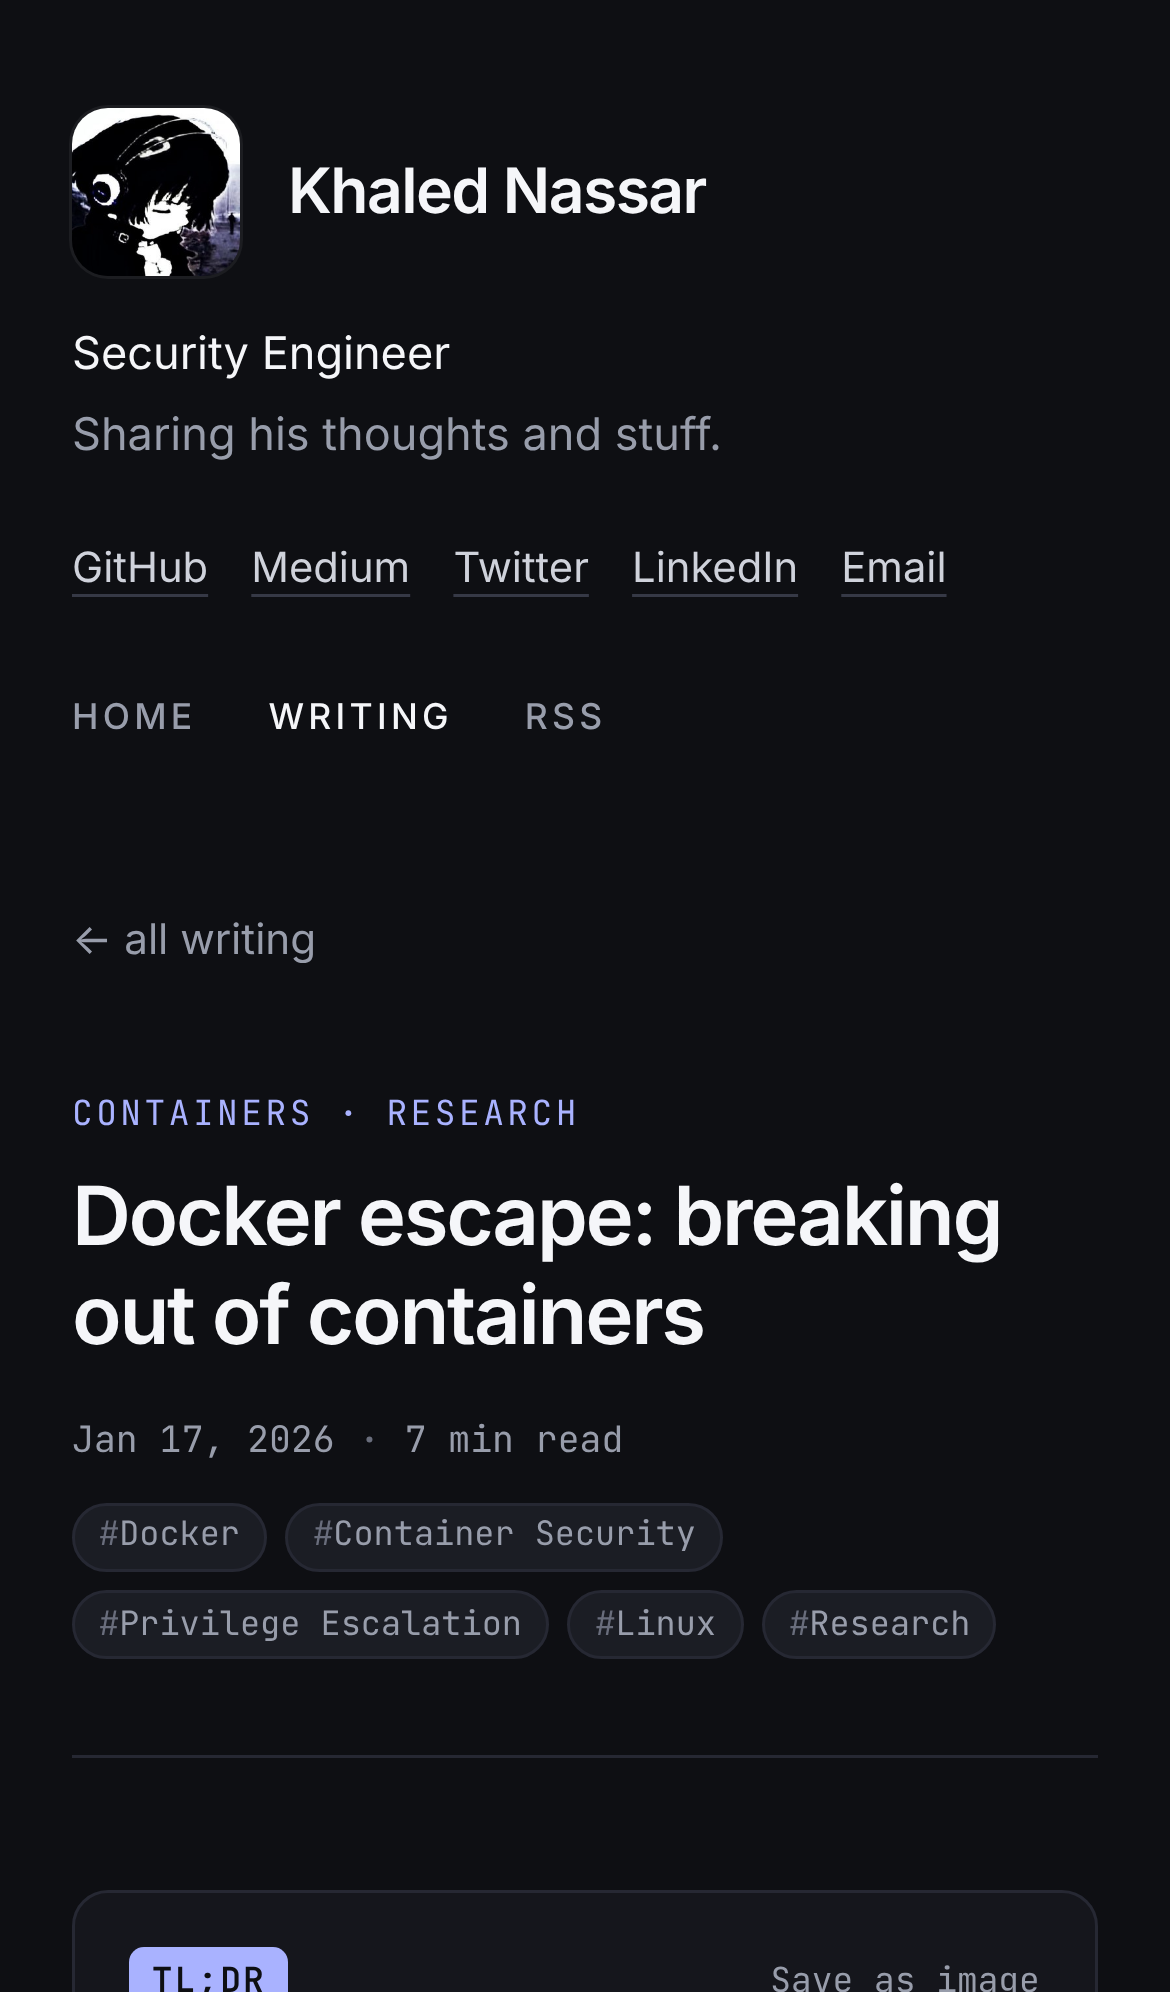 Khaled Nassar
Security Engineer
Sharing his thoughts and stuff.
GitHub Medium Twitter LinkedIn Email
HOME WRITING RSS
← all writing
CONTAINERS · RESEARCH
Docker escape: breaking
out of containers
Jan 17, 2026 · 7 min read
#Docker #Container Security
#Privilege Escalation #Linux #Research
TL;DR Save as image